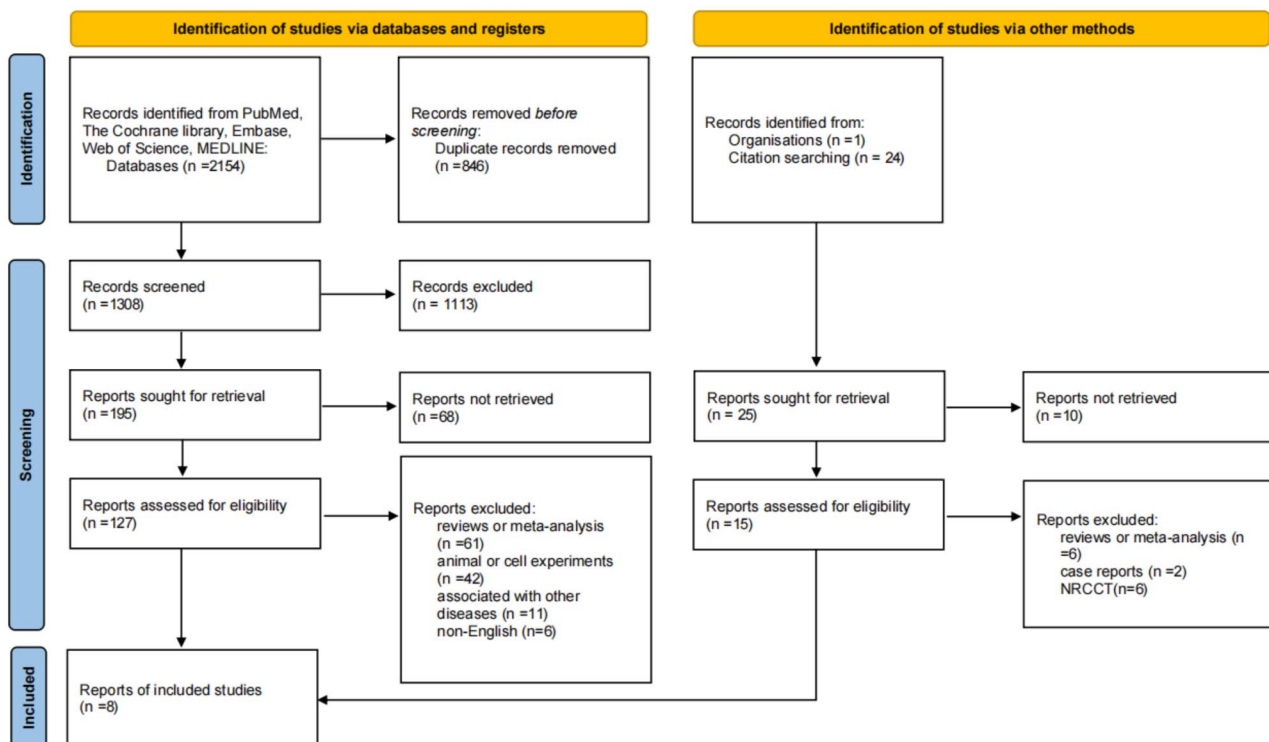 Identification of studies via databases and registers
Identification of studies via other methods
Identification
Records identified from PubMed,
The Cochrane library, Embase,
Web of Science, MEDLINE:
Databases (n =2154)
Records removed before
screening:
Duplicate records removed
(n =846)
Records identified from:
Organisations (n =1)
Citation searching (n = 24)
Screening
Records screened
(n =1308)
Records excluded
(n = 1113)
Reports sought for retrieval
(n =195)
Reports not retrieved
(n =68)
Reports sought for retrieval
(n = 25)
Reports not retrieved
(n =10)
Reports assessed for eligibility
(n =127)
Reports excluded:
reviews or meta-analysis
(n =61)
animal or cell experiments
(n =42)
associated with other
diseases (n =11)
non-English (n=6)
Reports assessed for eligibility
(n =15)
Reports excluded:
reviews or meta-analysis (n
=6)
case reports (n =2)
NRCCT(n=6)
Included
Reports of included studies
(n =8)